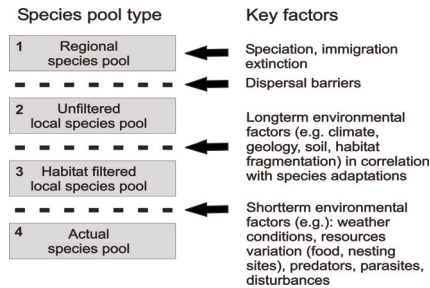 Species pool type
Key factors
1 Regional
species pool
Speciation, immigration
extinction
Dispersal barriers
2 Unfiltered
local species pool
Longterm environmental
factors (e.g. climate,
geology, soil, habitat
fragmentation) in correlation
with species adaptations
3 Habitat filtered
local species pool
Shortterm environmental
factors (e.g.): weather
conditions, resources
variation (food, nesting
sites), predators, parasites,
disturbances
4 Actual
species pool